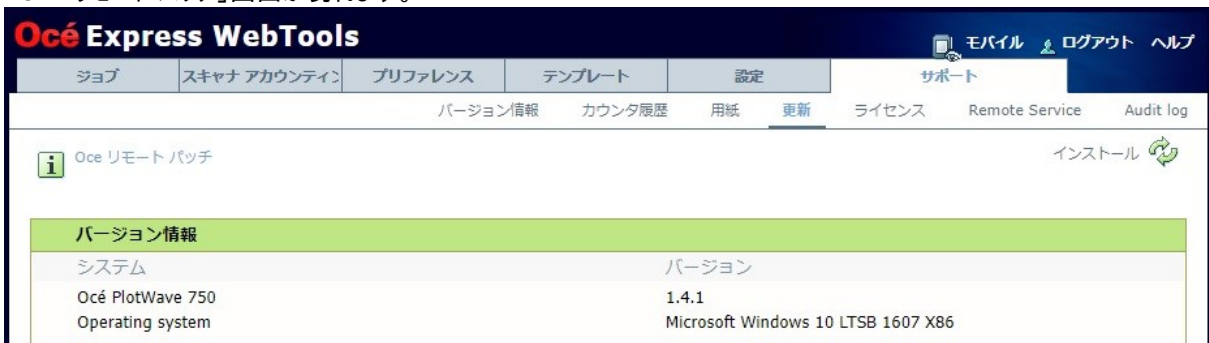 Océ Express WebTools
モバイル ログアウト ヘルプ
ジョブ スキャナ アカウンティン プリファレンス テンプレート 設定 サポート
バージョン情報 カウンタ履歴 用紙 更新 ライセンス Remote Service Audit log
Oce リモート パッチ
インストール
バージョン情報
システム バージョン
Océ PlotWave 750 1.4.1
Operating system Microsoft Windows 10 LTSB 1607 X86